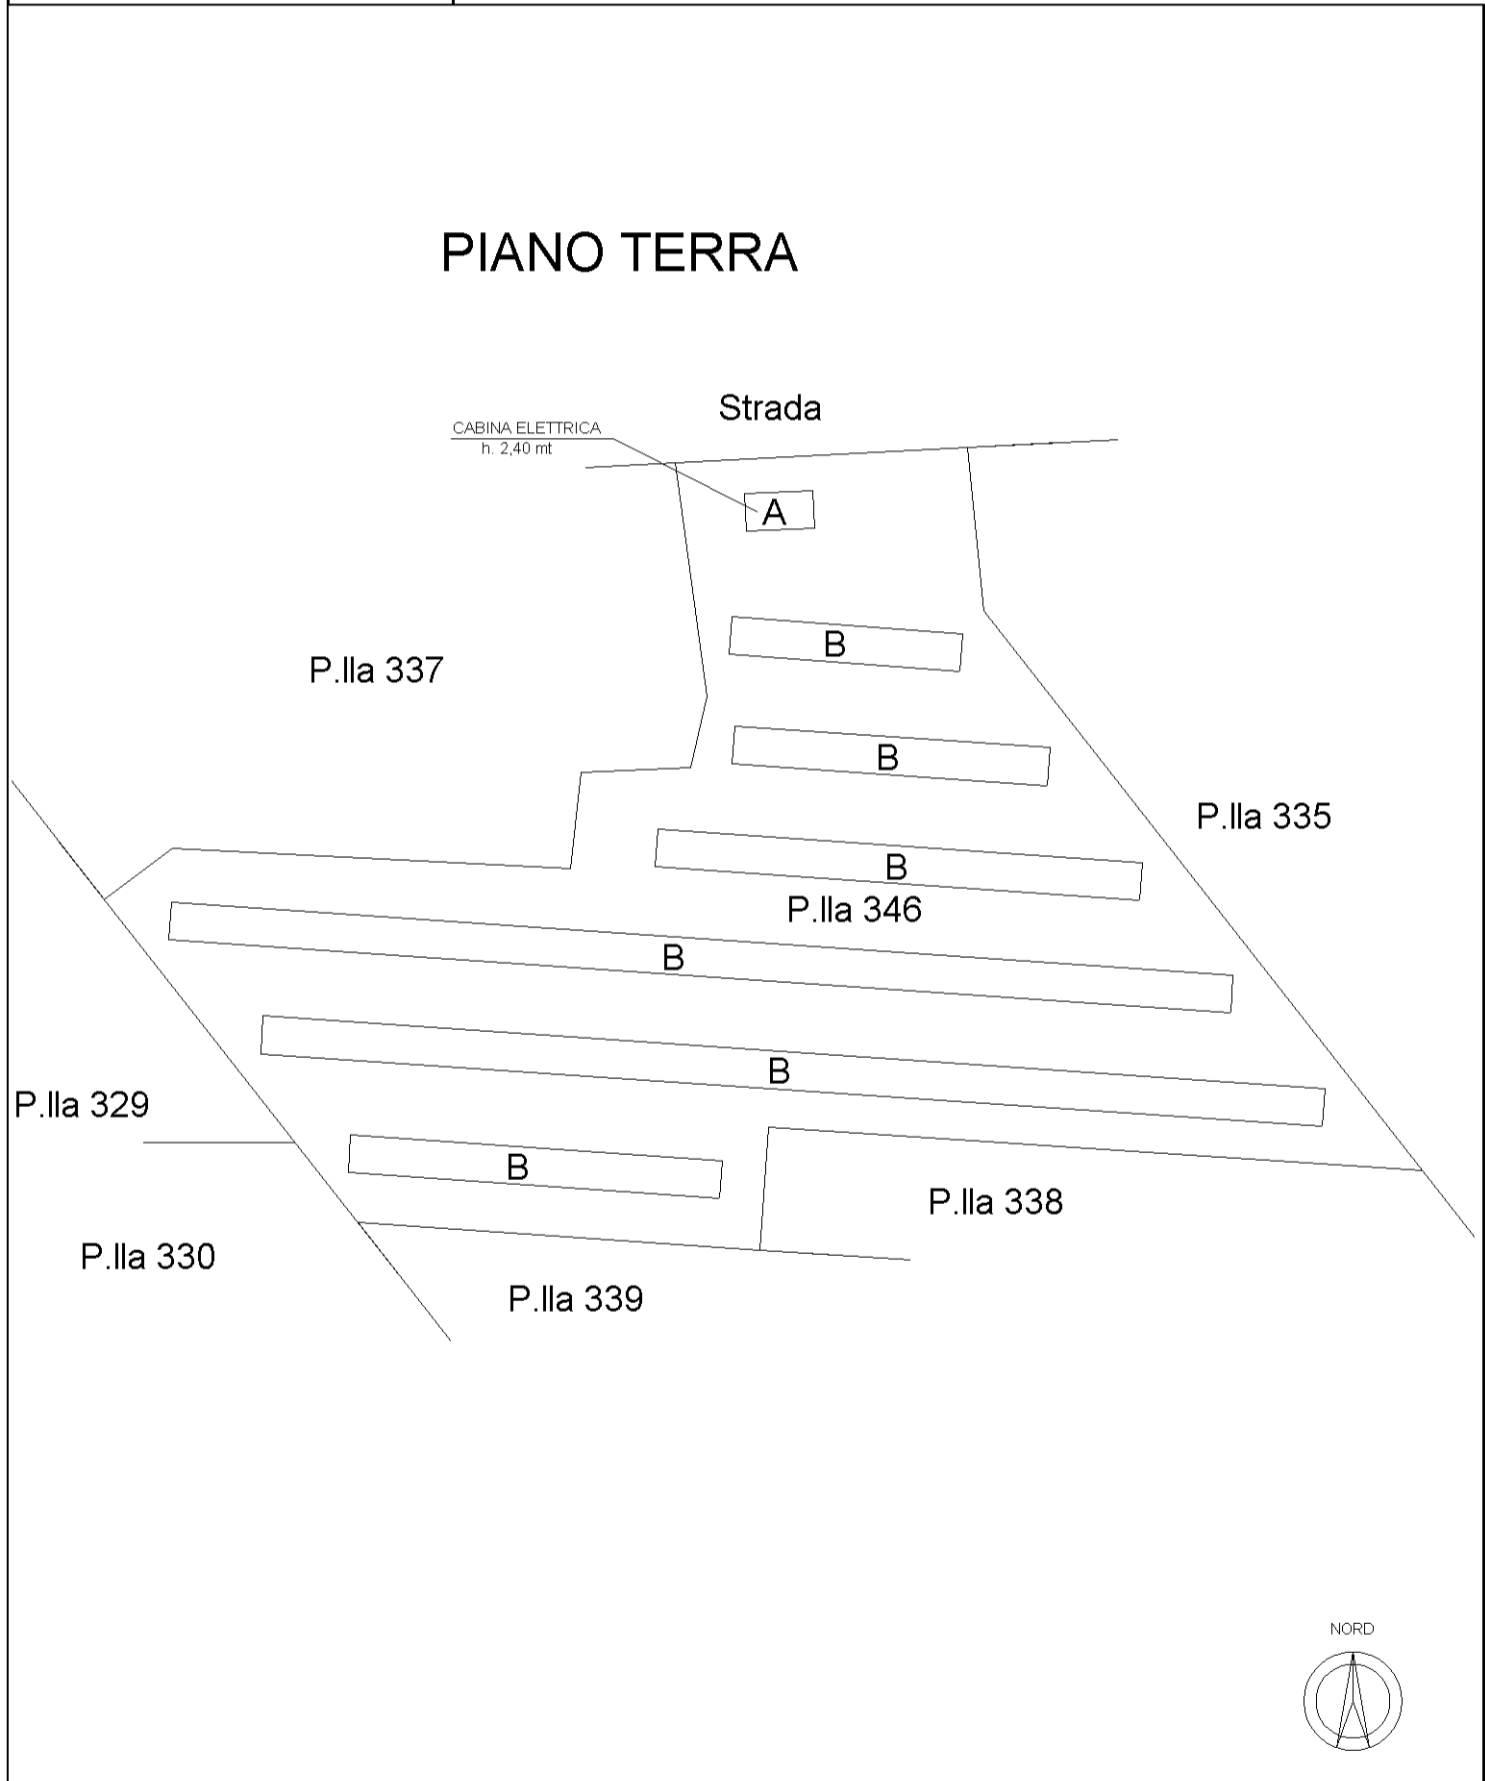 PIANO TERRA
Strada
CABINA ELETTRICA
h. 2,40 mt
A
B
P.lla 337
B
P.lla 335
B
P.lla 346
B
B
P.lla 329
B
P.lla 338
P.lla 330
P.lla 339
NORD